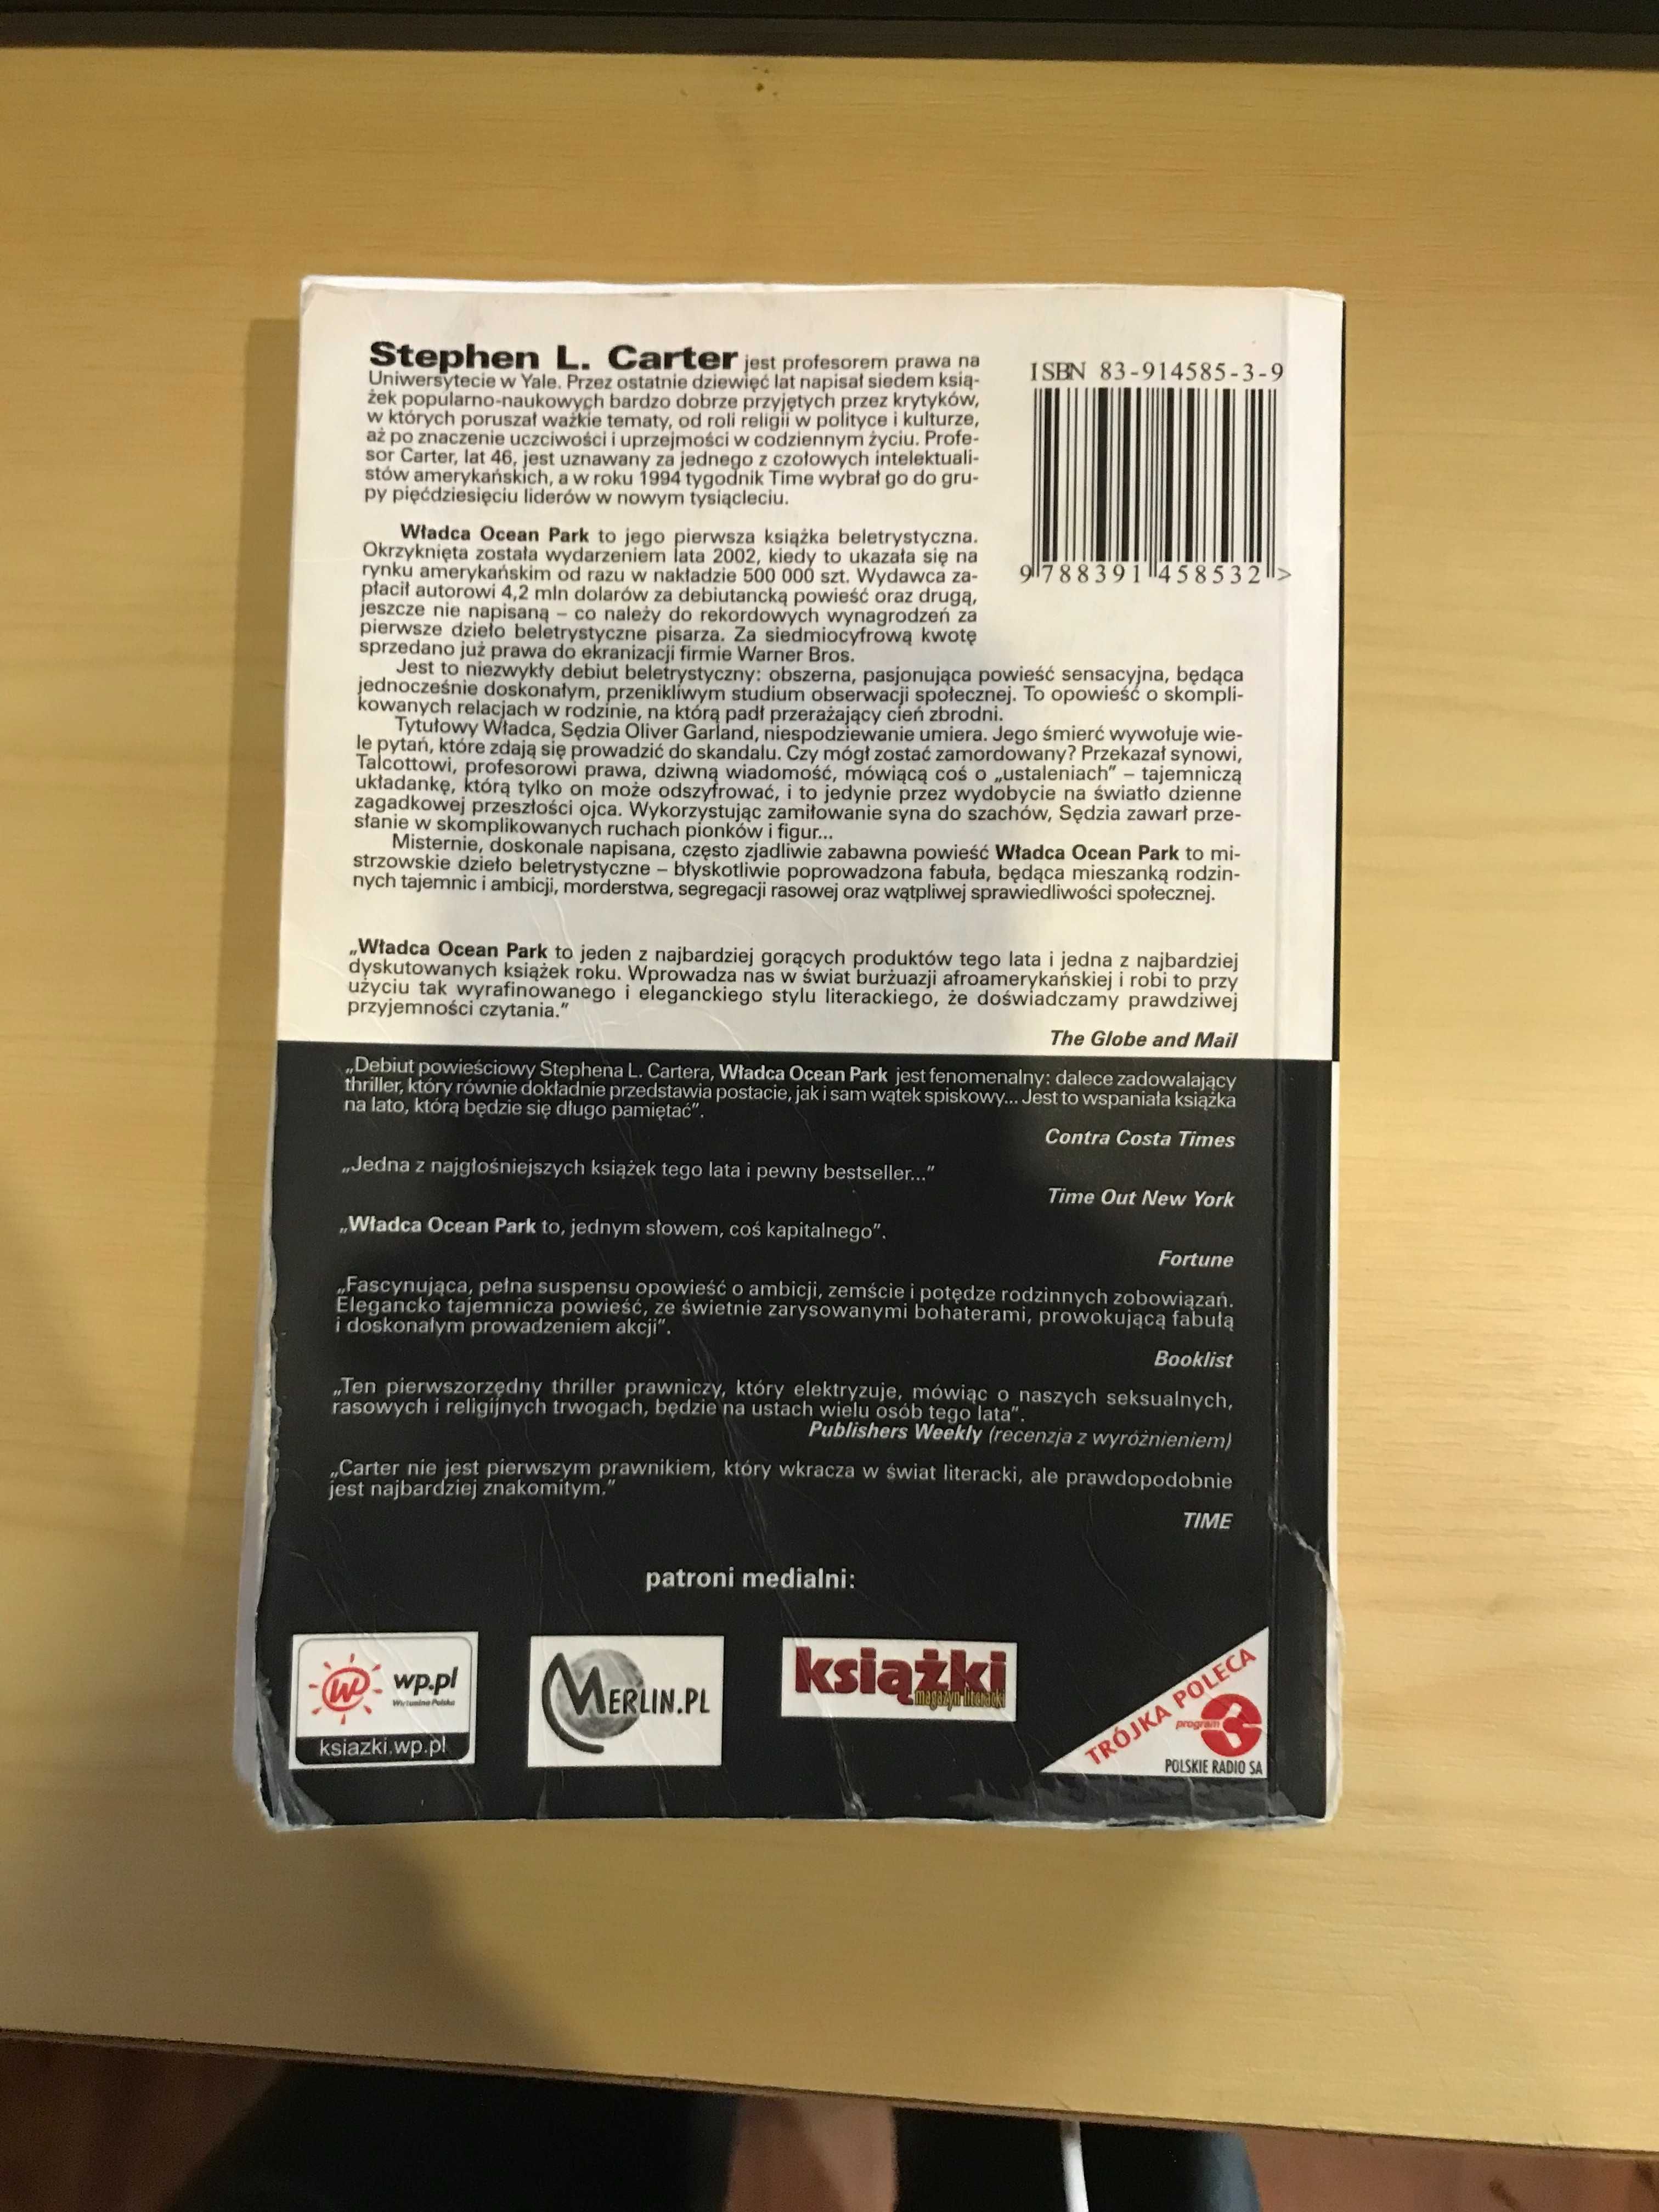 Stephen L. Carter jest profesorem prawa na
Uniwersytecie w Yale. Przez ostatnie dziewięć lat napisał siedem ksią-
żek popularno-naukowych bardzo dobrze przyjętych przez krytyków,
w których poruszał ważkie tematy, od roli religii w polityce i kulturze,
aż po znaczenie uczciwości i uprzejmości w codziennym życiu. Profe-
sor Carter, lat 46, jest uznawany za jednego z czołowych intelektuali-
stów amerykańskich, a w roku 1994 tygodnik Time wybrał go do gru-
py pięćdziesięciu liderów w nowym tysiącleciu.
ISBN 83-914585-3-9
9 788391 458532 >
Władca Ocean Park to jego pierwsza książka beletrystyczna.
Okrzyknięta została wydarzeniem lata 2002, kiedy to ukazała się na
rynku amerykańskim od razu w nakładzie 500 000 szt. Wydawca za-
płacił autorowi 4,2 mln dolarów za debiutancką powieść oraz drugą,
jeszcze nie napisaną – co należy do rekordowych wynagrodzeń za
pierwsze dzieło beletrystyczne pisarza. Za siedmiocyfrową kwotę
sprzedano już prawa do ekranizacji firmie Warner Bros.
Jest to niezwykły debiut beletrystyczny: obszerna, pasjonująca powieść sensacyjna, będąca
jednocześnie doskonałym, przenikliwym studium obserwacji społecznej. To opowieść o skompli-
kowanych relacjach w rodzinie, na którą padł przerażający cień zbrodni.
Tytułowy Władca, Sędzia Oliver Garland, niespodziewanie umiera. Jego śmierć wywołuje wie-
le pytań, które zdają się prowadzić do skandalu. Czy mógł zostać zamordowany? Przekazał synowi,
Talcottowi, profesorowi prawa, dziwną wiadomość, mówiącą coś o „ustaleniach” – tajemniczą
układankę, którą tylko on może odszyfrować, i to jedynie przez wydobycie na światło dzienne
zagadkowej przeszłości ojca. Wykorzystując zamiłowanie syna do szachów, Sędzia zawarł prze-
słanie w skomplikowanych ruchach pionków i figur...
Misternie, doskonale napisana, często zjadliwie zabawna powieść Władca Ocean Park to mi-
strzowskie dzieło beletrystyczne – błyskotliwie poprowadzona fabuła, będąca mieszanką rodzin-
nych tajemnic i ambicji, morderstwa, segregacji rasowej oraz wątpliwej sprawiedliwości społecznej.
„Władca Ocean Park to jeden z najbardziej gorących produktów tego lata i jedna z najbardziej
dyskutowanych książek roku. Wprowadza nas w świat burżuazji afroamerykańskiej i robi to przy
użyciu tak wyrafinowanego i eleganckiego stylu literackiego, że doświadczamy prawdziwej
przyjemności czytania.”
The Globe and Mail
„Debiut powieściowy Stephena L. Cartera, Władca Ocean Park jest fenomenalny: dalece zadowalający
thriller, który równie dokładnie przedstawia postacie, jak i sam wątek spiskowy... Jest to wspaniała książka
na lato, którą będzie się długo pamiętać”.
Contra Costa Times
„Jedna z najgłośniejszych książek tego lata i pewny bestseller...”
Time Out New York
„Władca Ocean Park to, jednym słowem, coś kapitalnego”.
Fortune
„Fascynująca, pełna suspensu opowieść o ambicji, zemście i potędze rodzinnych zobowiązań.
Elegancko tajemnicza powieść, ze świetnie zarysowanymi bohaterami, prowokującą fabułą
i doskonałym prowadzeniem akcji”.
Booklist
„Ten pierwszorzędny thriller prawniczy, który elektryzuje, mówiąc o naszych seksualnych,
rasowych i religijnych trwogach, będzie na ustach wielu osób tego lata”.
Publishers Weekly (recenzja z wyróżnieniem)
„Carter nie jest pierwszym prawnikiem, który wkracza w świat literacki, ale prawdopodobnie
jest najbardziej znakomitym.”
TIME
patroni medialni:
wp.pl
Wirtualna Polska
ksiazki.wp.pl
MERLIN.PL
książki
magazyn literacki
TRÓJKA POLECA
program 3
POLSKIE RADIO SA